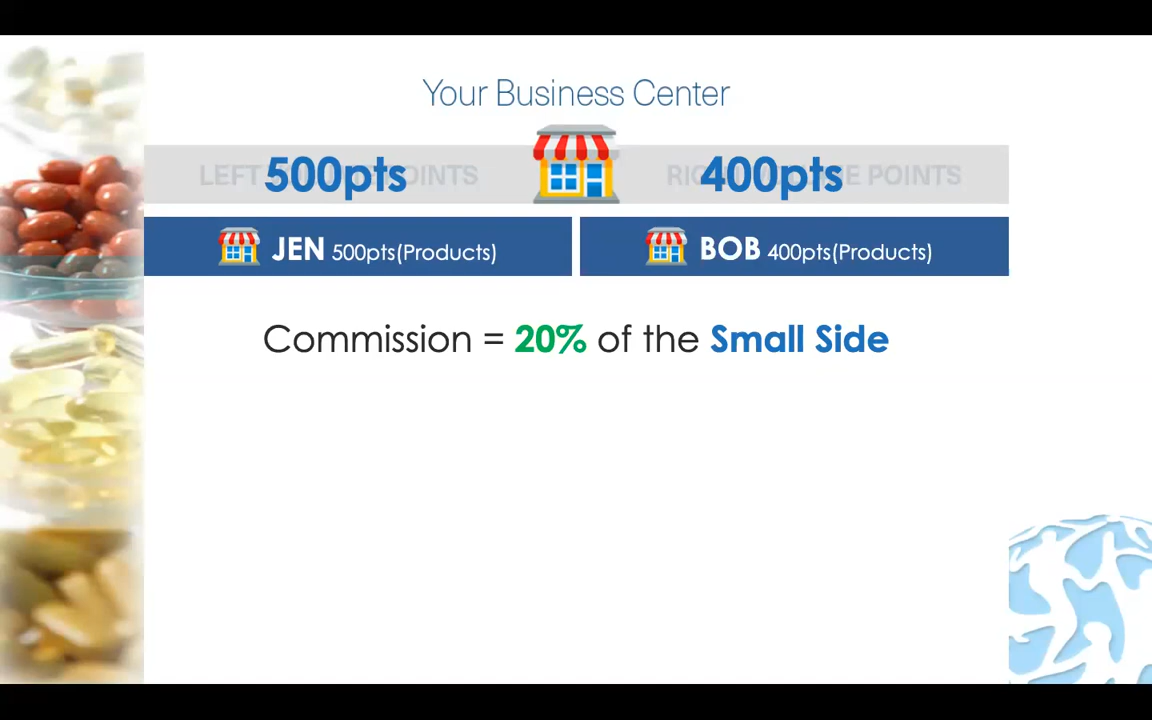 Your Business Center
500pts
400pts
JEN 500pts(Products)
BOB 400pts(Products)
Commission = 20% of the Small Side